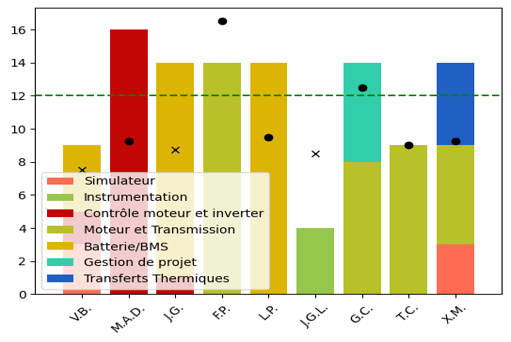 16
14
12
10
8
6
4
2
0
Simulateur
Instrumentation
Contrôle moteur et inverter
Moteur et Transmission
Batterie/BMS
Gestion de projet
Transferts Thermiques
V.B.
M.A.D.
J.G.
F.P.
L.P.
J.G.L.
G.C.
T.C.
X.M.